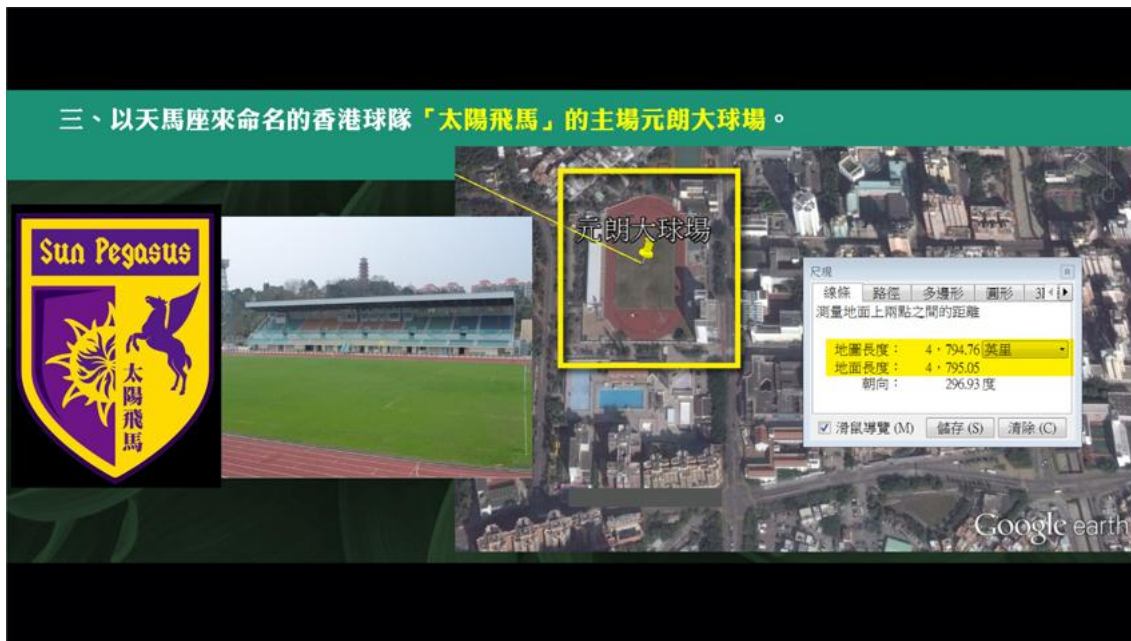 三、以天馬座來命名的香港球隊「太陽飛馬」的主場元朗大球場。
Sun Pegasus
太陽飛馬
元朗大球場
尺規
線條 路徑 多邊形 圓形
測量地面上兩點之間的距離
地圖長度： 4，794.76 英里
地面長度： 4，795.05
朝向： 296.93 度
滑鼠導覽 (M) 儲存 (S) 清除 (C)
Google earth